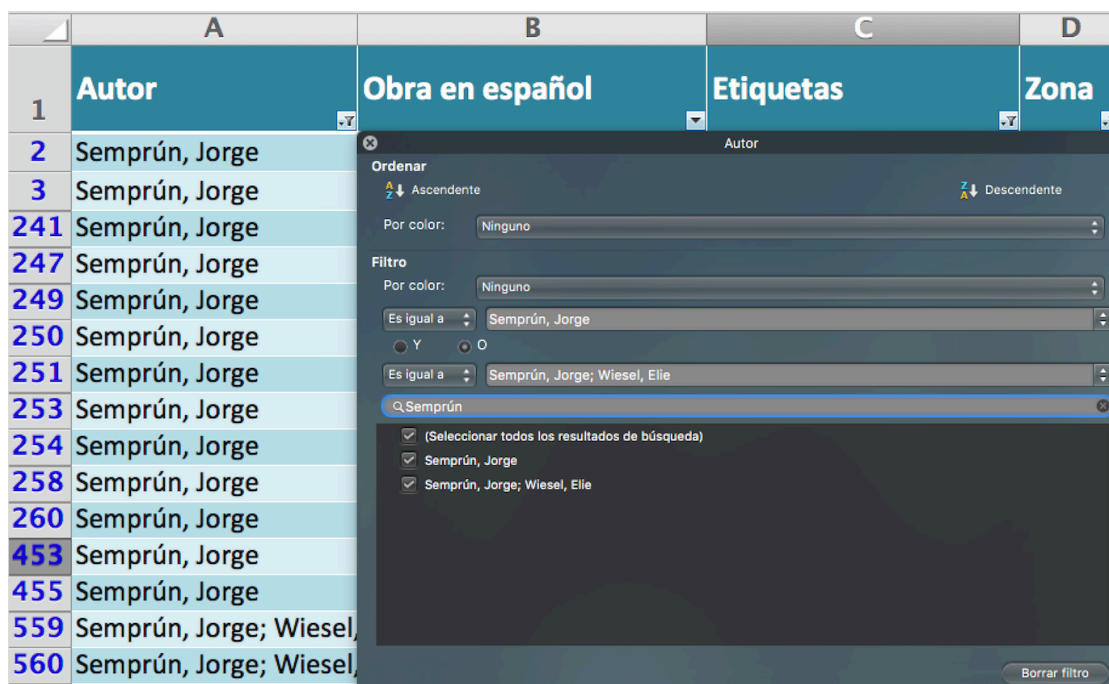 A B C D
1 Autor Obra en español Etiquetas Zona
2 Semprún, Jorge
3 Semprún, Jorge
241 Semprún, Jorge
247 Semprún, Jorge
249 Semprún, Jorge
250 Semprún, Jorge
251 Semprún, Jorge
253 Semprún, Jorge
254 Semprún, Jorge
258 Semprún, Jorge
260 Semprún, Jorge
453 Semprún, Jorge
455 Semprún, Jorge
559 Semprún, Jorge; Wiesel,
560 Semprún, Jorge; Wiesel,
Autor
Ordenar
A Z Ascendente Z A Descendente
Por color: Ninguno
Filtro
Por color: Ninguno
Es igual a Semprún, Jorge
Y O
Es igual a Semprún, Jorge; Wiesel, Elie
Semprún
(Seleccionar todos los resultados de búsqueda)
Semprún, Jorge
Semprún, Jorge; Wiesel, Elie
Borrar filtro